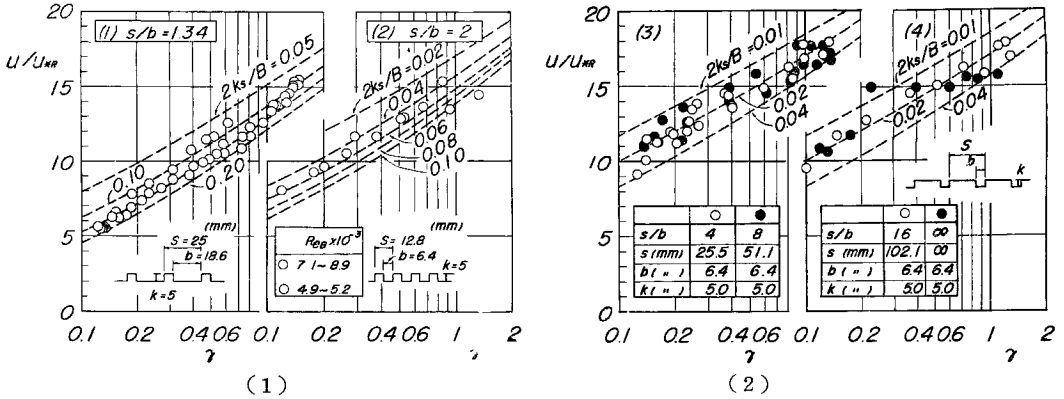 20
U/U*R
15
10
5
0
(1) s/b=1.34
(2) s/b=2
2ks/B=0.05
0.10
0.20
2ks/B=0.02
0.04
0.06
0.08
0.10
(mm)
S=25
b=18.6
k=5
ReB×10⁻³
7.1~8.9
4.9~5.2
(mm)
S=12.8
b=6.4
k=5
0.1 0.2 0.4 0.6 0.1 0.2 0.4 0.6 1 2
γ γ
(1)
20
U/U*R
15
10
5
0
(3)
(4)
2ks/B=0.01
0.02
0.04
2ks/B=0.01
0.02
0.04
S
b
k
○ ●
s/b 4 8
s(mm) 25.5 51.1
b( 〃 ) 6.4 6.4
k( 〃 ) 5.0 5.0
○ ●
s/b 16 ∞
s(mm) 102.1 ∞
b( 〃 ) 6.4 6.4
k( 〃 ) 5.0 5.0
0.1 0.2 0.4 0.6 0.1 0.2 0.4 0.6 1 2
γ γ
(2)